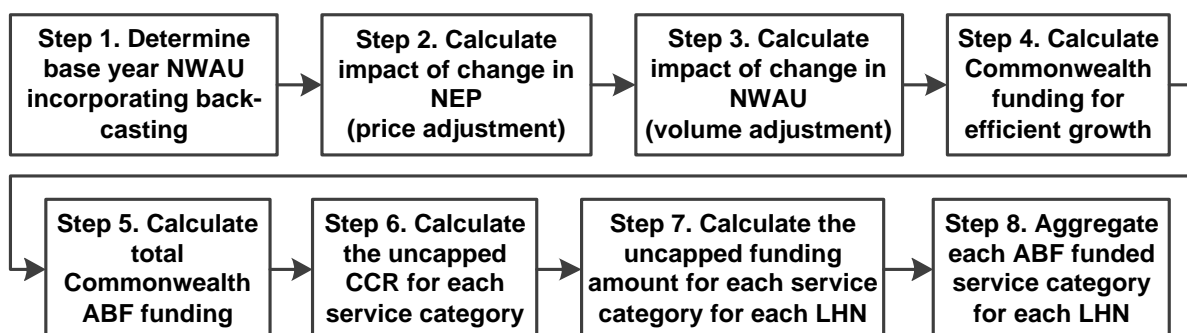 Step 1. Determine
base year NWAU
incorporating back-
casting
Step 2. Calculate
impact of change in
NEP
(price adjustment)
Step 3. Calculate
impact of change in
NWAU
(volume adjustment)
Step 4. Calculate
Commonwealth
funding for
efficient growth
Step 5. Calculate
total
Commonwealth
ABF funding
Step 6. Calculate
the uncapped
CCR for each
service category
Step 7. Calculate the
uncapped funding
amount for each service
category for each LHN
Step 8. Aggregate
each ABF funded
service category
for each LHN